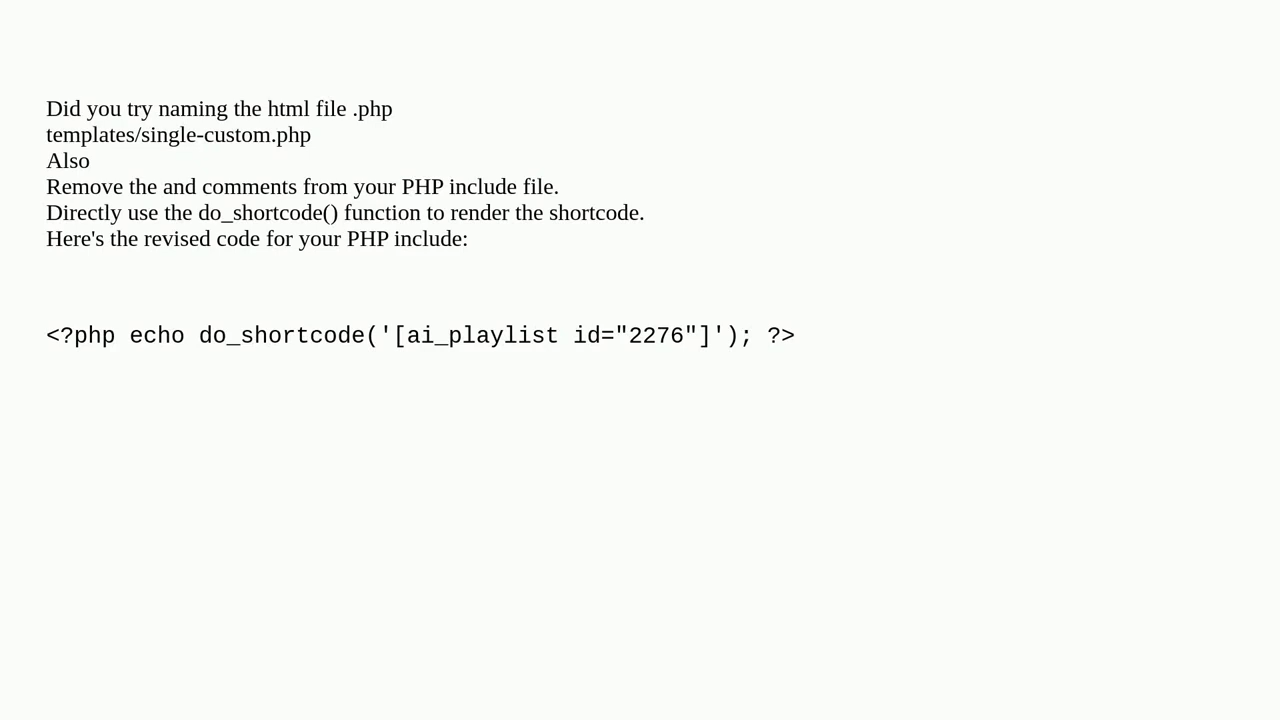 Did you try naming the html file .php
templates/single-custom.php
Also
Remove the and comments from your PHP include file.
Directly use the do_shortcode() function to render the shortcode.
Here's the revised code for your PHP include:
<?php echo do_shortcode('[ai_playlist id="2276"]'); ?>